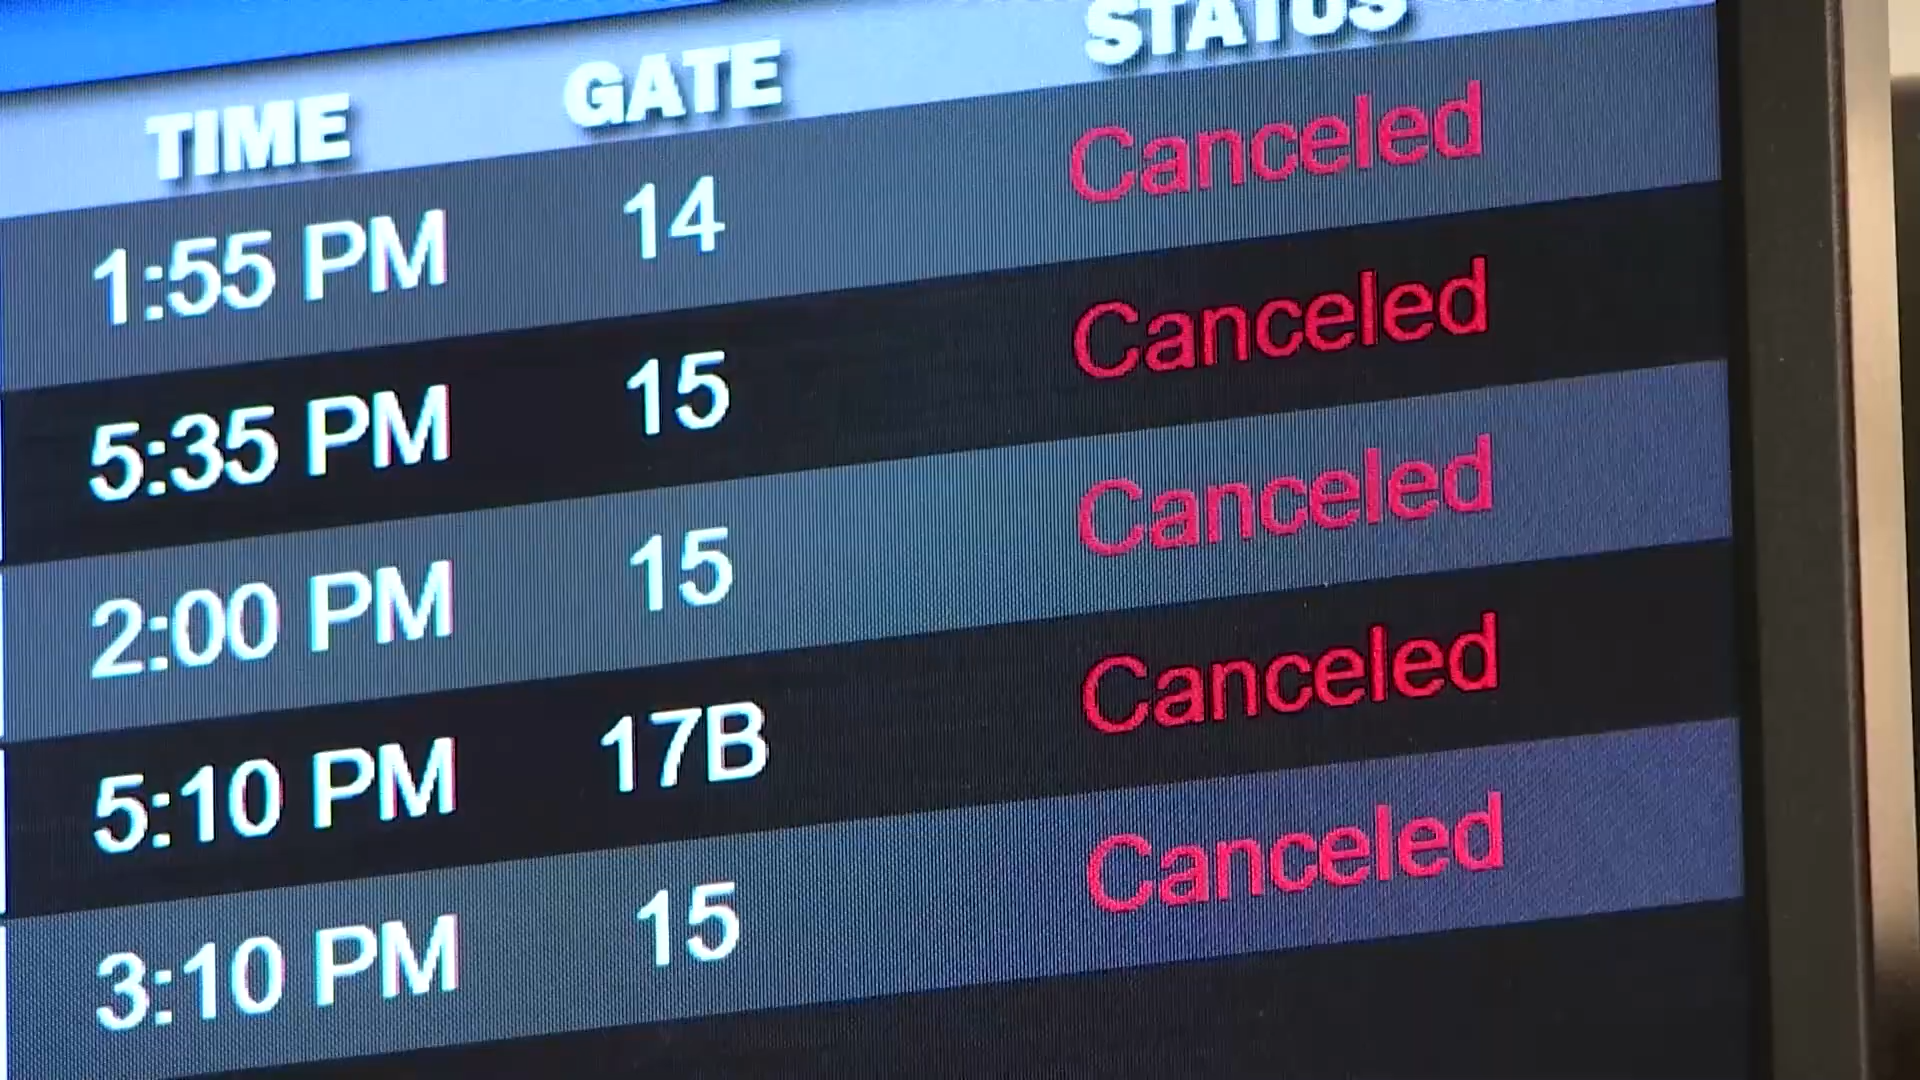 TIME GATE STATUS
1:55 PM 14 Canceled
5:35 PM 15 Canceled
2:00 PM 15 Canceled
5:10 PM 17B Canceled
3:10 PM 15 Canceled